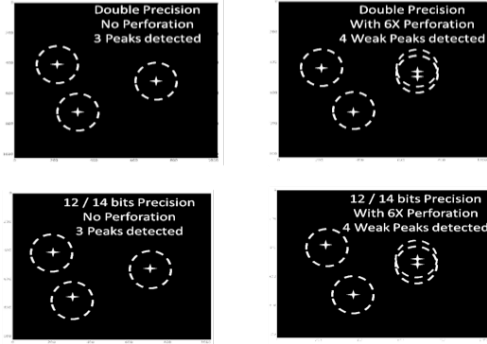 Double Precision
No Perforation
3 Peaks detected
Double Precision
With 6X Perforation
4 Weak Peaks detected
12 / 14 bits Precision
No Perforation
3 Peaks detected
12 / 14 bits Precision
With 6X Perforation
4 Weak Peaks detected